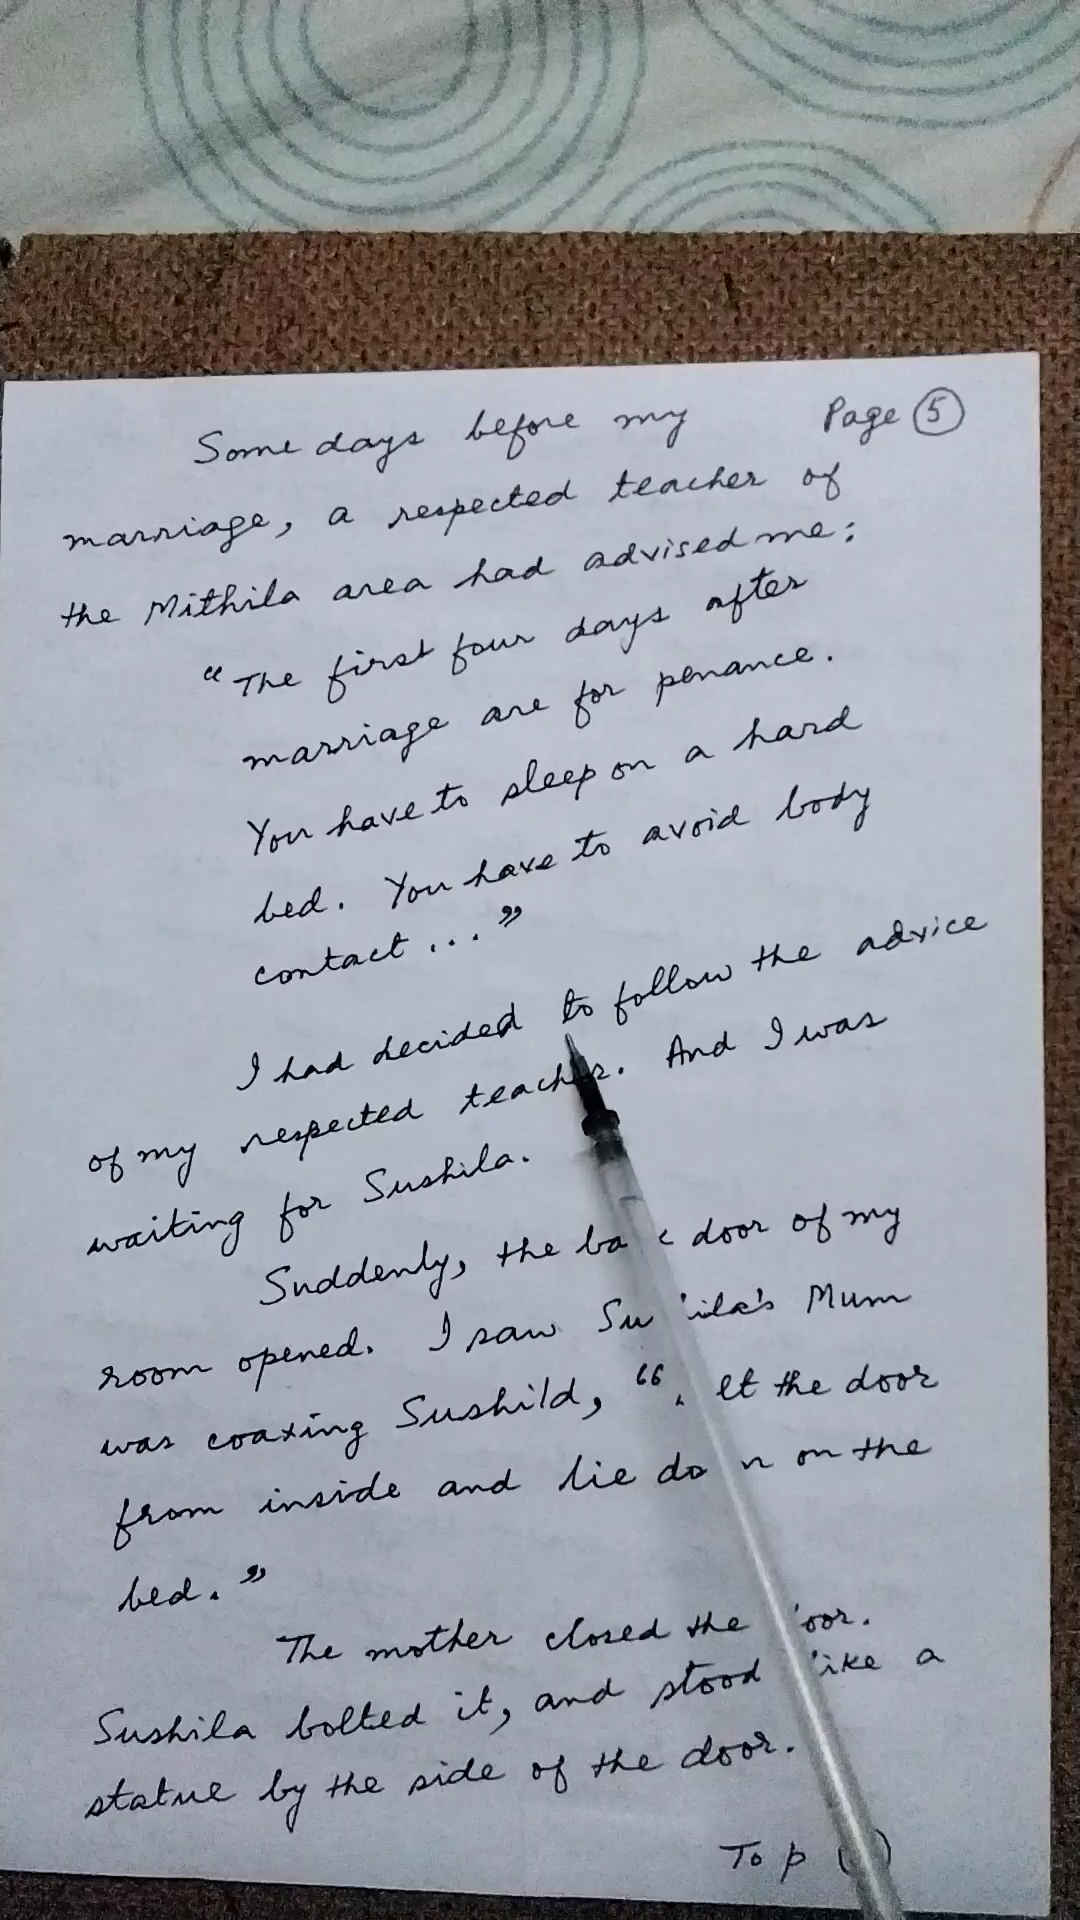 Page 5
Some days before my
marriage, a respected teacher of
the Mithila area had advised me:
“The first four days after
marriage are for penance.
You have to sleep on a hard
bed. You have to avoid body
contact ...”
I had decided to follow the advice
of my respected teacher. And I was
waiting for Sushila.
Suddenly, the door of my
room opened. I saw Mum
was coaxing Sushila, “ the door
from inside and lie on the
bed.”
The mother closed the
Sushila bolted it, and stood a
statue by the side of the door.
To p